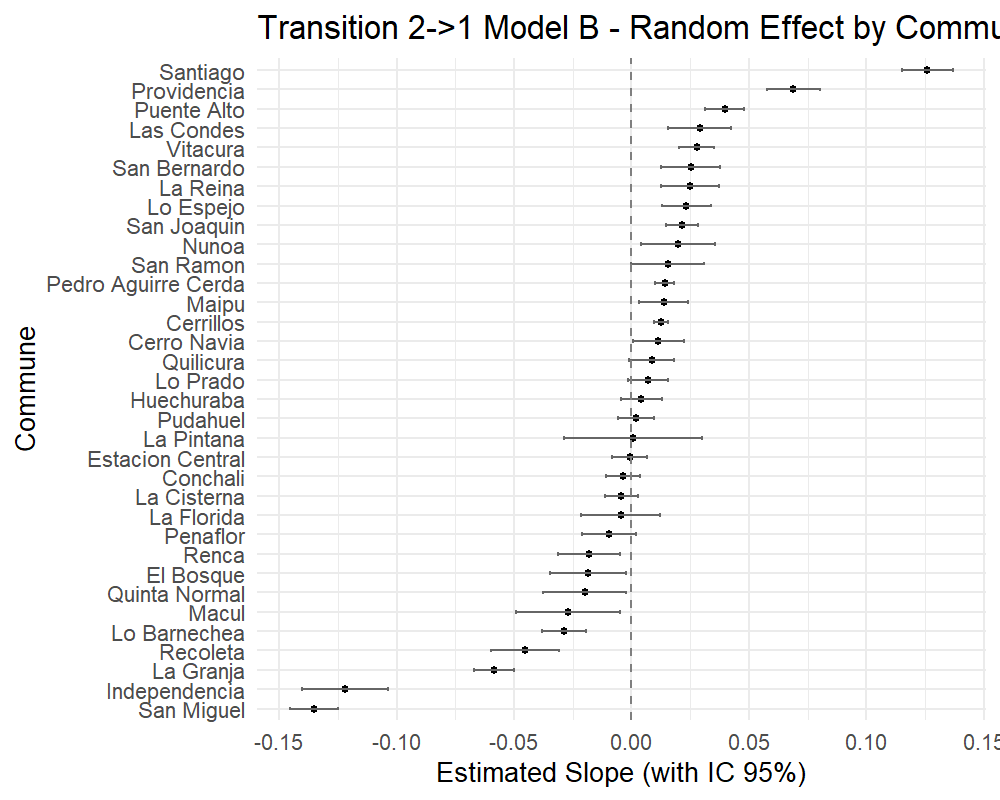 Transition 2->1 Model B - Random Effect by Commu
Santiago
Providencia
Puente Alto
Las Condes
Vitacura
San Bernardo
La Reina
Lo Espejo
San Joaquin
Nunoa
San Ramon
Pedro Aguirre Cerda
Maipu
Cerrillos
Cerro Navia
Quilicura
Lo Prado
Huechuraba
Pudahuel
La Pintana
Estacion Central
Conchali
La Cisterna
La Florida
Penaflor
Renca
El Bosque
Quinta Normal
Macul
Lo Barnechea
Recoleta
La Granja
Independencia
San Miguel
Commune
-0.15 -0.10 -0.05 0.00 0.05 0.10 0.15
Estimated Slope (with IC 95%)